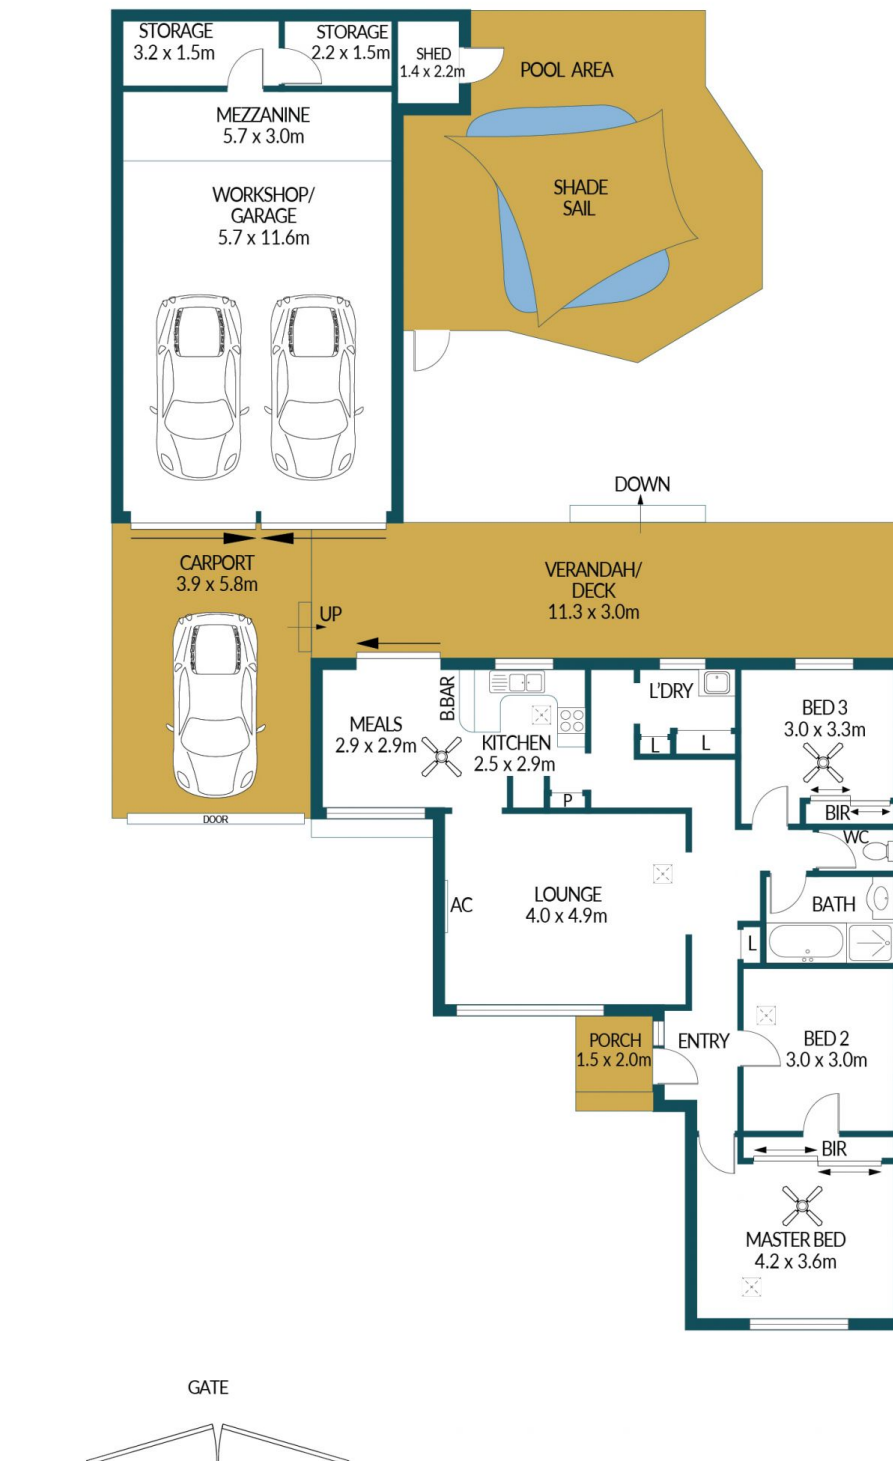 STORAGE
3.2 x 1.5m
STORAGE
2.2 x 1.5m
SHED
1.4 x 2.2m
POOL AREA
MEZZANINE
5.7 x 3.0m
SHADE
SAIL
WORKSHOP/
GARAGE
5.7 x 11.6m
DOWN
CARPORT
3.9 x 5.8m
VERANDAH/
DECK
11.3 x 3.0m
UP
B.BAR
L'DRY
MEALS
2.9 x 2.9m
KITCHEN
2.5 x 2.9m
BED 3
3.0 x 3.3m
L
L
P
BIR
DOOR
WC
LOUNGE
4.0 x 4.9m
AC
BATH
L
PORCH
1.5 x 2.0m
ENTRY
BED 2
3.0 x 3.0m
BIR
MASTER BED
4.2 x 3.6m
GATE